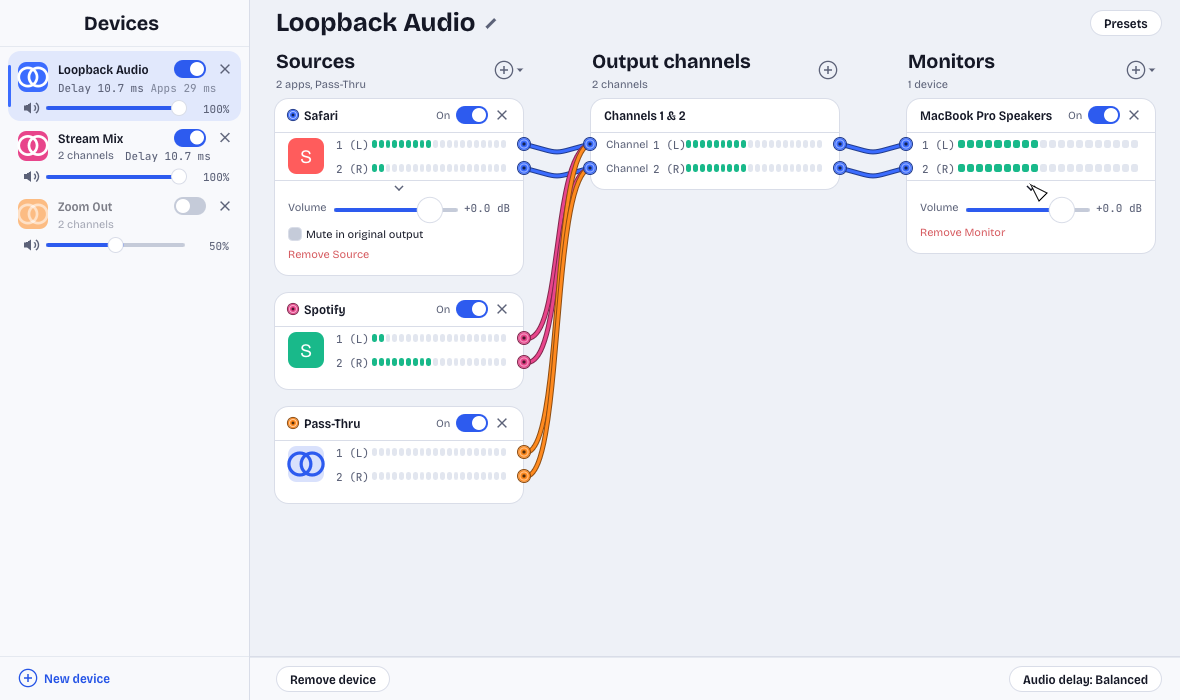 Devices
Loopback Audio
Delay 10.7 ms Apps 29 ms
100%
Stream Mix
2 channels Delay 10.7 ms
100%
Zoom Out
2 channels
50%
New device
Loopback Audio
Presets
Sources
2 apps, Pass-Thru
Safari On
S
1 (L)
2 (R)
Volume +0.0 dB
Mute in original output
Remove Source
Spotify On
S
1 (L)
2 (R)
Pass-Thru On
1 (L)
2 (R)
Output channels
2 channels
Channels 1 & 2
Channel 1 (L)
Channel 2 (R)
Monitors
1 device
MacBook Pro Speakers On
1 (L)
2 (R)
Volume +0.0 dB
Remove Monitor
Remove device
Audio delay: Balanced